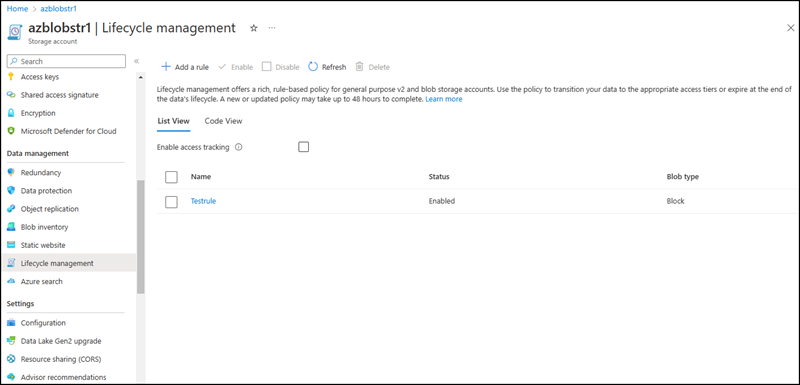 Home > azblobstr1 >
azblobstr1 | Lifecycle management ☆ ···
Storage account
Search
Access keys
Shared access signature
Encryption
Microsoft Defender for Cloud
Data management
Redundancy
Data protection
Object replication
Blob inventory
Static website
Lifecycle management
Azure search
Settings
Configuration
Data Lake Gen2 upgrade
Resource sharing (CORS)
Advisor recommendations
Add a rule Enable Disable Refresh Delete
Lifecycle management offers a rich, rule-based policy for general purpose v2 and blob storage accounts. Use the policy to transition your data to the appropriate access tiers or expire at the end of
the data's lifecycle. A new or updated policy may take up to 48 hours to complete. Learn more
List View Code View
Enable access tracking
Name Status Blob type
Testrule Enabled Block